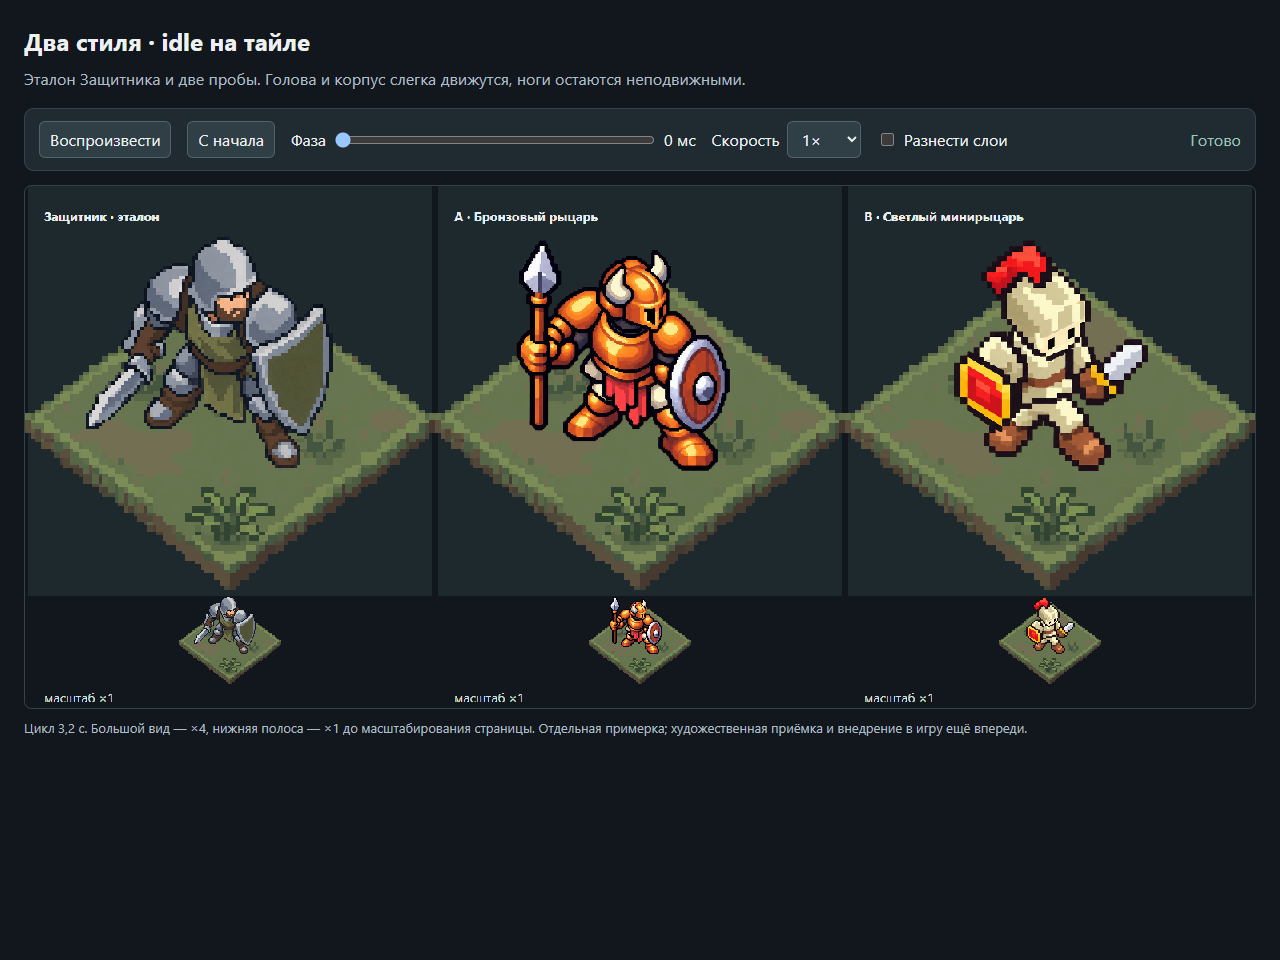 Два стиля · idle на тайле
Эталон Защитника и две пробы. Голова и корпус слегка движутся, ноги остаются неподвижными.
Воспроизвести С начала Фаза 0 мс Скорость 1× Разнести слои Готово
Защитник · эталон
A · Бронзовый рыцарь
B · Светлый минирыцарь
масштаб ×1
масштаб ×1
масштаб ×1
Цикл 3,2 с. Большой вид — ×4, нижняя полоса — ×1 до масштабирования страницы. Отдельная примерка; художественная приёмка и внедрение в игру ещё впереди.